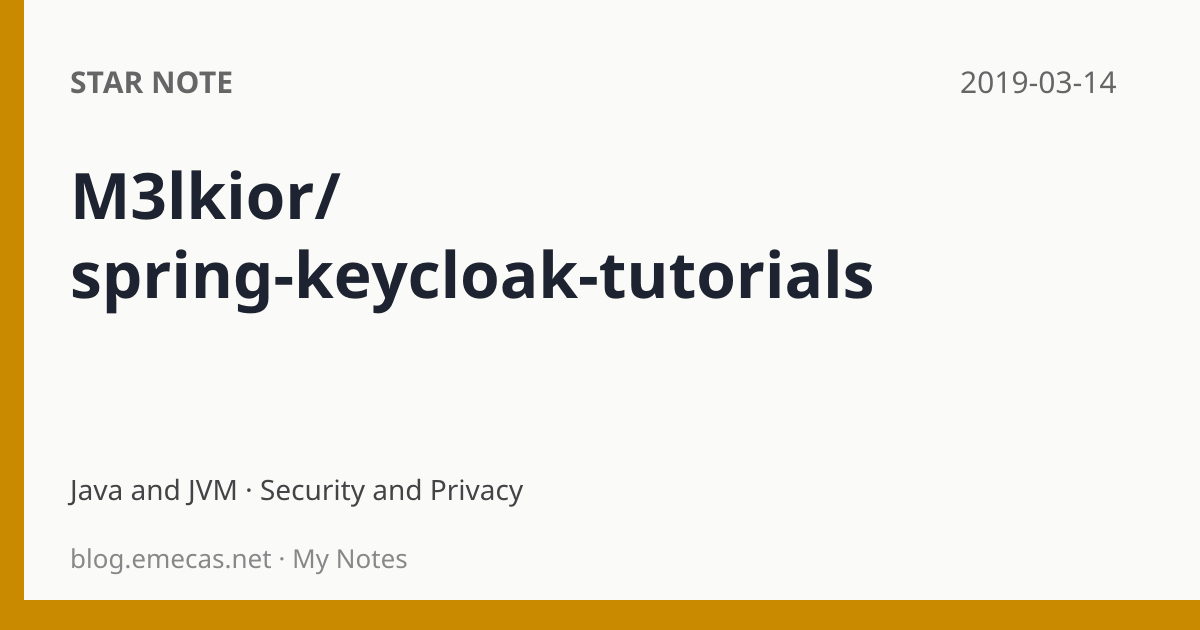 STAR NOTE
2019-03-14
M3lkior/
spring-keycloak-tutorials
Java and JVM · Security and Privacy
blog.emecas.net · My Notes